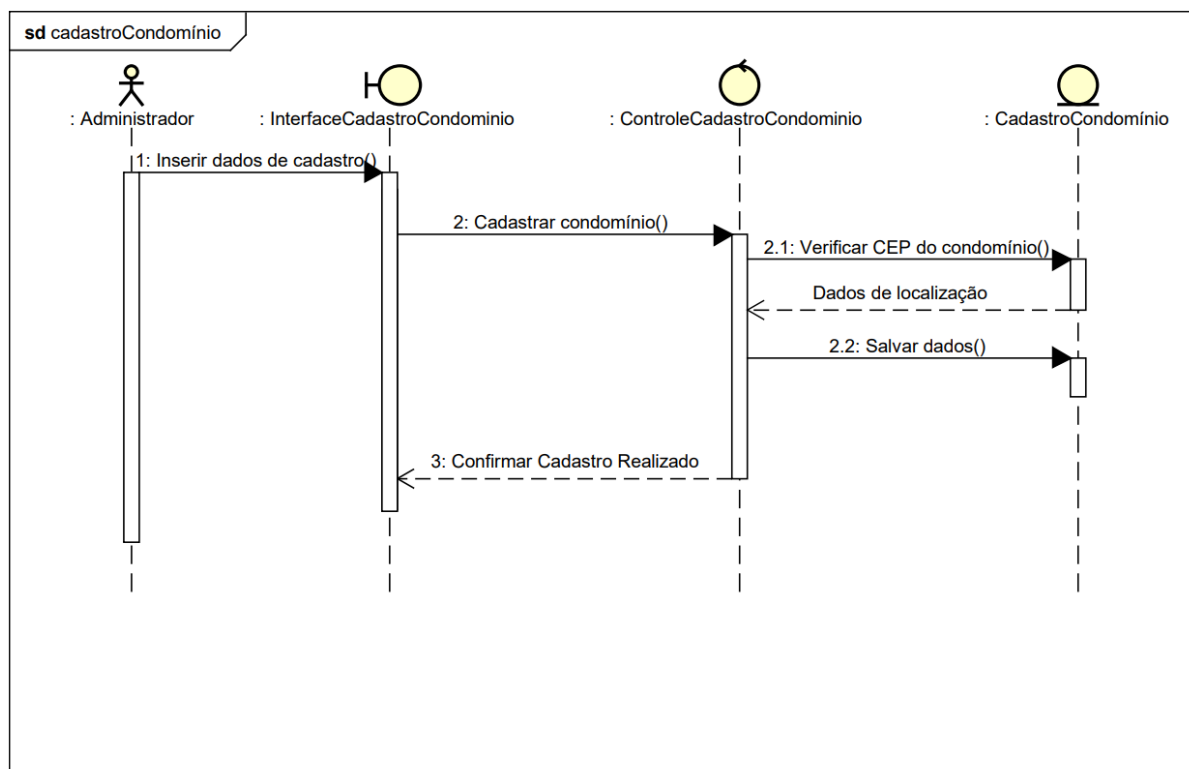 sd cadastroCondomínio
: Administrador
: InterfaceCadastroCondominio
: ControleCadastroCondominio
: CadastroCondomínio
1: Inserir dados de cadastro()
2: Cadastrar condomínio()
2.1: Verificar CEP do condomínio()
Dados de localização
2.2: Salvar dados()
3: Confirmar Cadastro Realizado